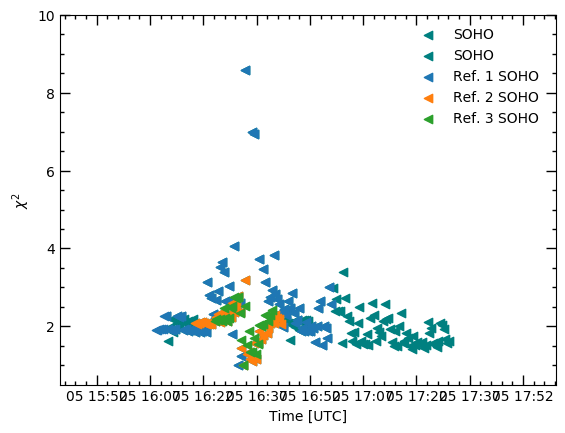 10
8
6
4
2
χ²
SOHO
SOHO
Ref. 1 SOHO
Ref. 2 SOHO
Ref. 3 SOHO
05 15:52 05 16:07 05 16:22 05 16:37 05 16:52 05 17:07 05 17:22 05 17:37 05 17:52
Time [UTC]